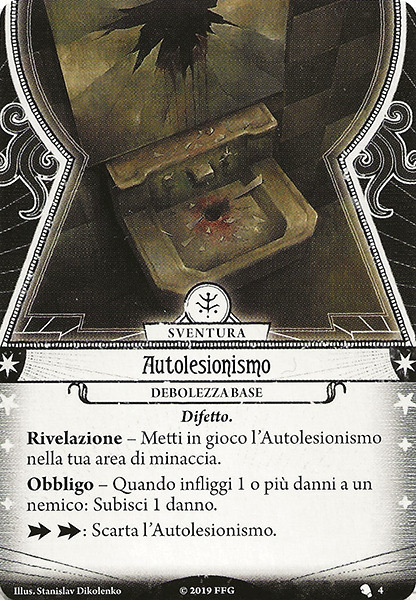 SVENTURA
Autolesionismo
DEBOLEZZA BASE
Difetto.
Rivelazione – Metti in gioco l'Autolesionismo
nella tua area di minaccia.
Obbligo – Quando infliggi 1 o più danni a un
nemico: Subisci 1 danno.
: Scarta l'Autolesionismo.
Illus. Stanislav Dikolenko © 2019 FFG 4